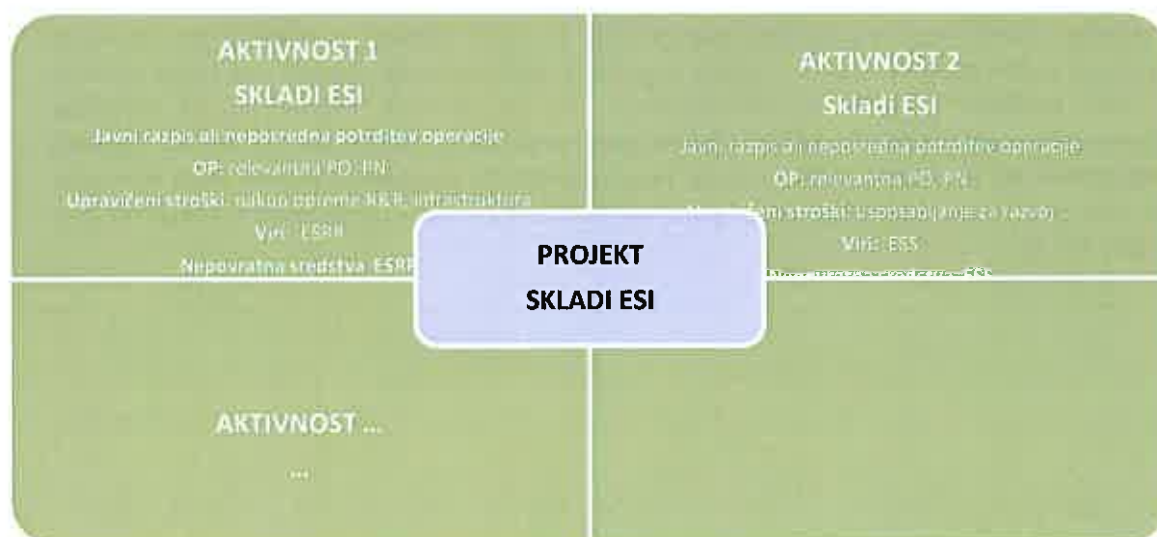 AKTIVNOST 1
SKLADI ESI
Javni razpis ali neposredna potrditev operacije
OP: relevantna PO, PN
Upravičeni stroški: nakup opreme R&R, infrastruktura
Viri: ESRR
Nepovratna sredstva: ESRR
AKTIVNOST 2
Skladi ESI
Javni razpis ali neposredna potrditev operacije
OP: relevantna PO, PN
stroški: usposabljanje za razvoj
Viri: ESS
sredstva: ESS
PROJEKT
SKLADI ESI
AKTIVNOST ...
...